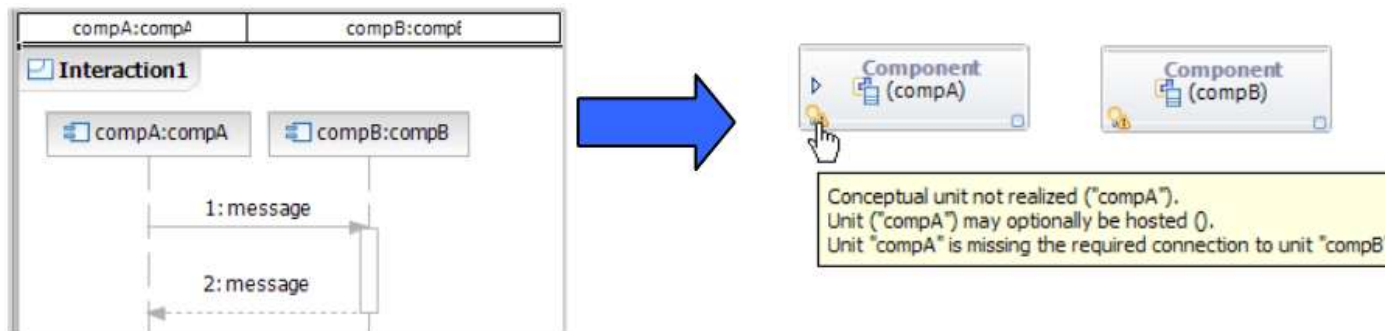 compA:compA compB:compE
Interaction1
compA:compA compB:compB
1: message
2: message
Component
(compA)
Component
(compB)
Conceptual unit not realized ("compA").
Unit ("compA") may optionally be hosted ().
Unit "compA" is missing the required connection to unit "compB"